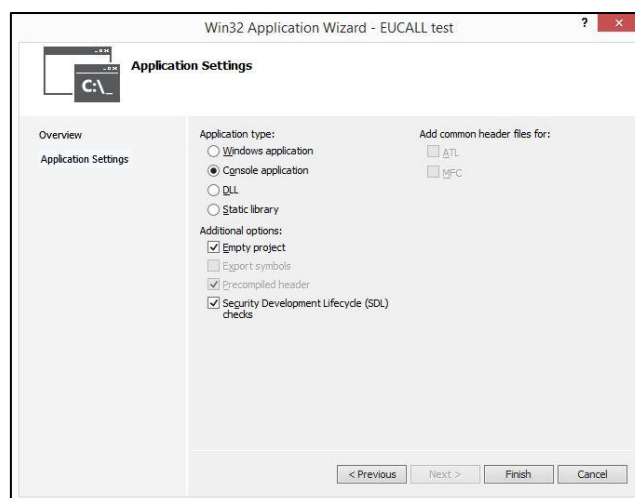 Win32 Application Wizard - EUCALL test
? ×
C:\_
Application Settings
Overview
Application Settings
Application type:
Windows application
Console application
DLL
Static library
Additional options:
Empty project
Export symbols
Precompiled header
Security Development Lifecycle (SDL)
checks
Add common header files for:
ATL
MFC
< Previous
Next >
Finish
Cancel